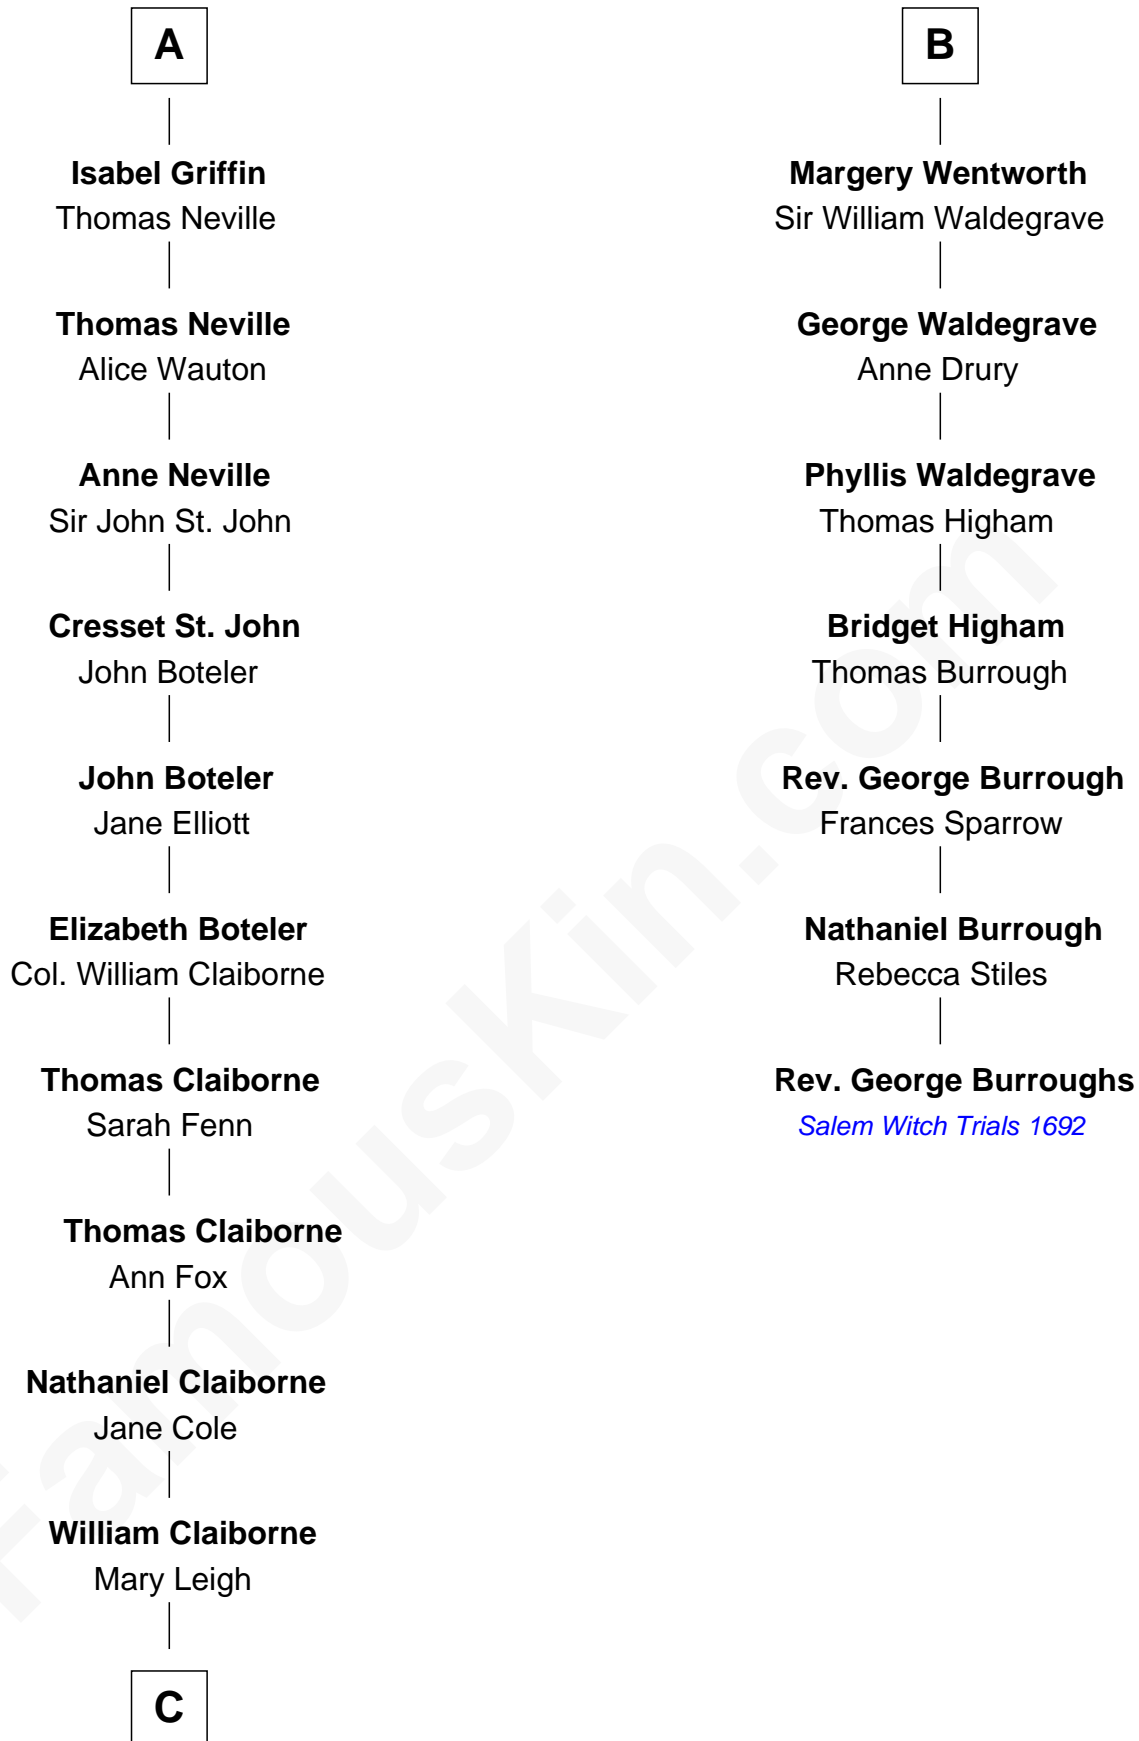 A
Isabel Griffin
Thomas Neville
Thomas Neville
Alice Wauton
Anne Neville
Sir John St. John
Cresset St. John
John Boteler
John Boteler
Jane Elliott
Elizabeth Boteler
Col. William Claiborne
Thomas Claiborne
Sarah Fenn
Thomas Claiborne
Ann Fox
Nathaniel Claiborne
Jane Cole
William Claiborne
Mary Leigh
C
B
Margery Wentworth
Sir William Waldegrave
George Waldegrave
Anne Drury
Phyllis Waldegrave
Thomas Higham
Bridget Higham
Thomas Burrough
Rev. George Burrough
Frances Sparrow
Nathaniel Burrough
Rebecca Stiles
Rev. George Burroughs
Salem Witch Trials 1692
FamousKin.com